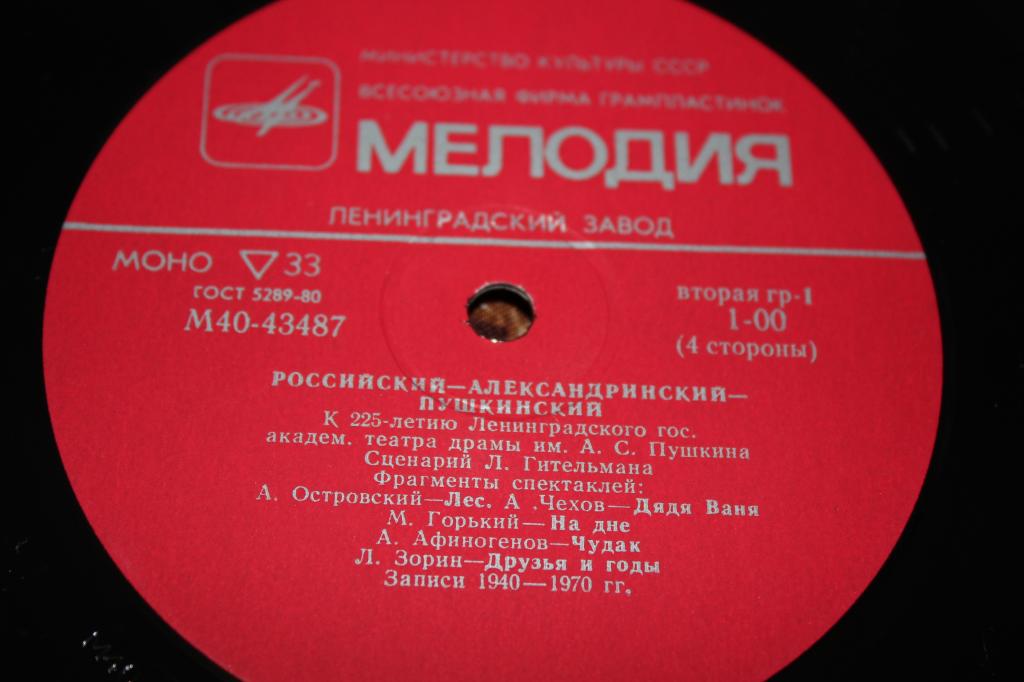 МИНИСТЕРСТВО КУЛЬТУРЫ СССР
ВСЕСОЮЗНАЯ ФИРМА ГРАМПЛАСТИНОК
МЕЛОДИЯ
ЛЕНИНГРАДСКИЙ ЗАВОД
МОНО 33
ГОСТ 5289-80
М40-43487
вторая гр-1
1-00
(4 стороны)
РОССИЙСКИЙ—АЛЕКСАНДРИНСКИЙ—
ПУШКИНСКИЙ
К 225-летию Ленинградского гос.
академ. театра драмы им. А. С. Пушкина
Сценарий Л. Гительмана
Фрагменты спектаклей:
А. Островский—Лес. А .Чехов—Дядя Ваня
М. Горький—На дне
А. Афиногенов—Чудак
Л. Зорин—Друзья и годы
Записи 1940—1970 гг.